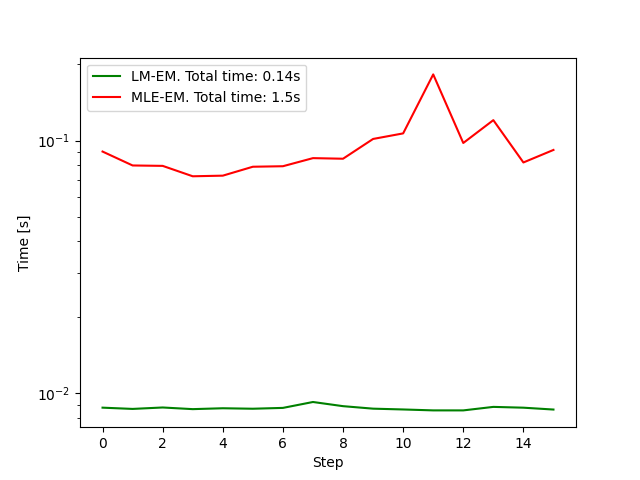 LM-EM. Total time: 0.14s
MLE-EM. Total time: 1.5s
10⁻¹
Time [s]
10⁻²
0 2 4 6 8 10 12 14
Step